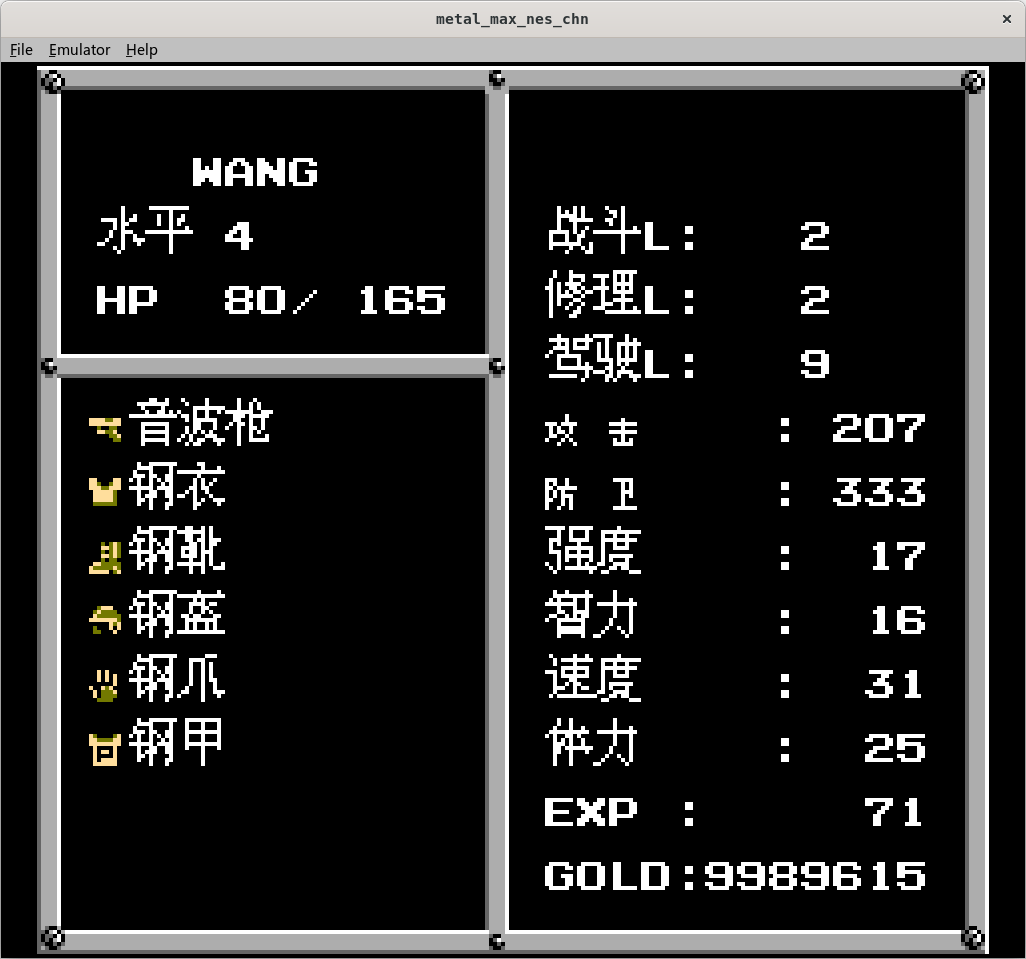 metal_max_nes_chn
File Emulator Help
WANG
水平 4
HP 80/ 165
音波枪
钢衣
钢靴
钢盔
钢爪
钢甲
战斗L: 2
修理L: 2
驾驶L: 9
攻 击 : 207
防 卫 : 333
强度 : 17
智力 : 16
速度 : 31
体力 : 25
EXP : 71
GOLD:9989615